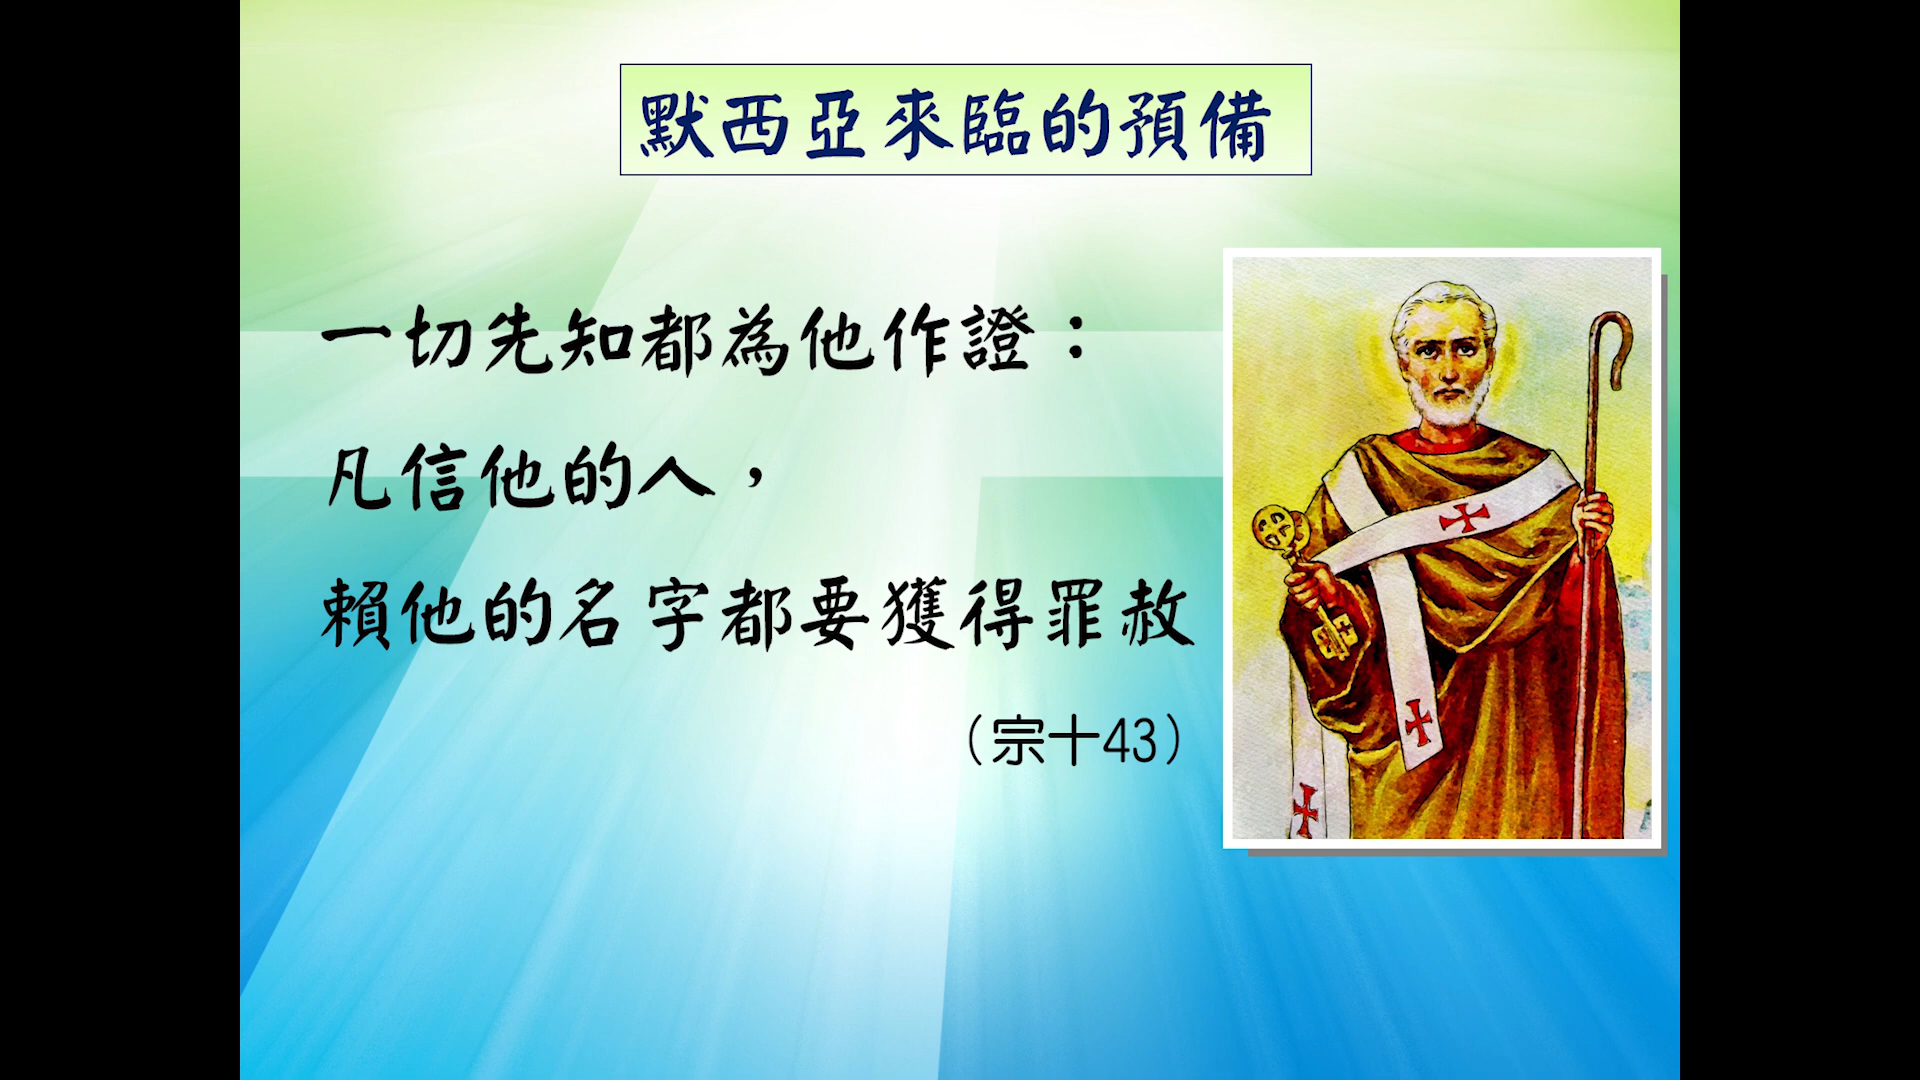 默西亞來臨的預備
一切先知都為他作證：
凡信他的人，
賴他的名字都要獲得罪赦
（宗十43）